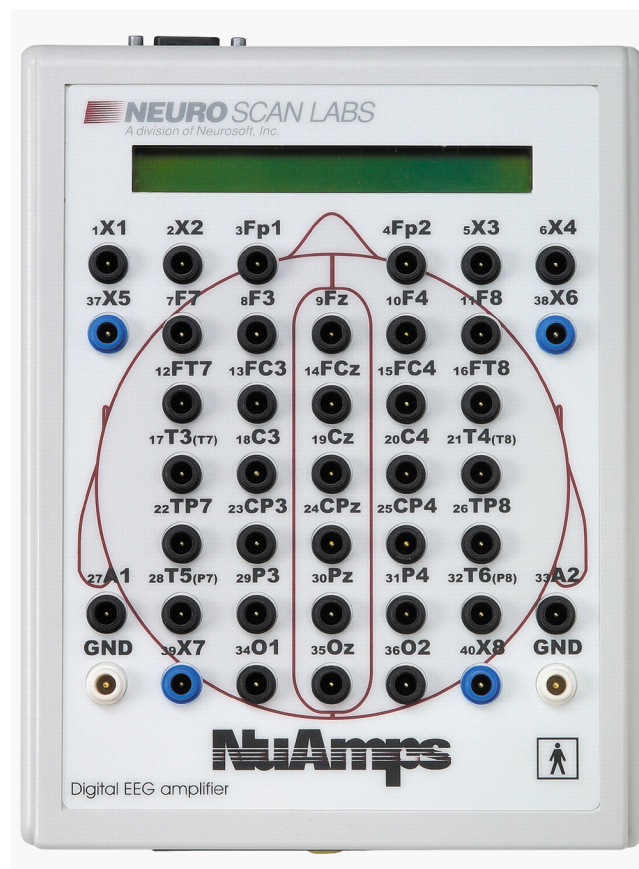 NEURO SCAN LABS
A division of Neurosoft, Inc.
1X1 2X2 3Fp1 4Fp2 5X3 6X4
37X5 7F7 8F3 9Fz 10F4 11F8 38X6
12FT7 13FC3 14FCz 15FC4 16FT8
17T3(T7) 18C3 19Cz 20C4 21T4(T8)
22TP7 23CP3 24CPz 25CP4 26TP8
27A1 28T5(P7) 29P3 30Pz 31P4 32T6(P8) 33A2
GND 39X7 34O1 35Oz 36O2 40X8 GND
NuAmps
Digital EEG amplifier